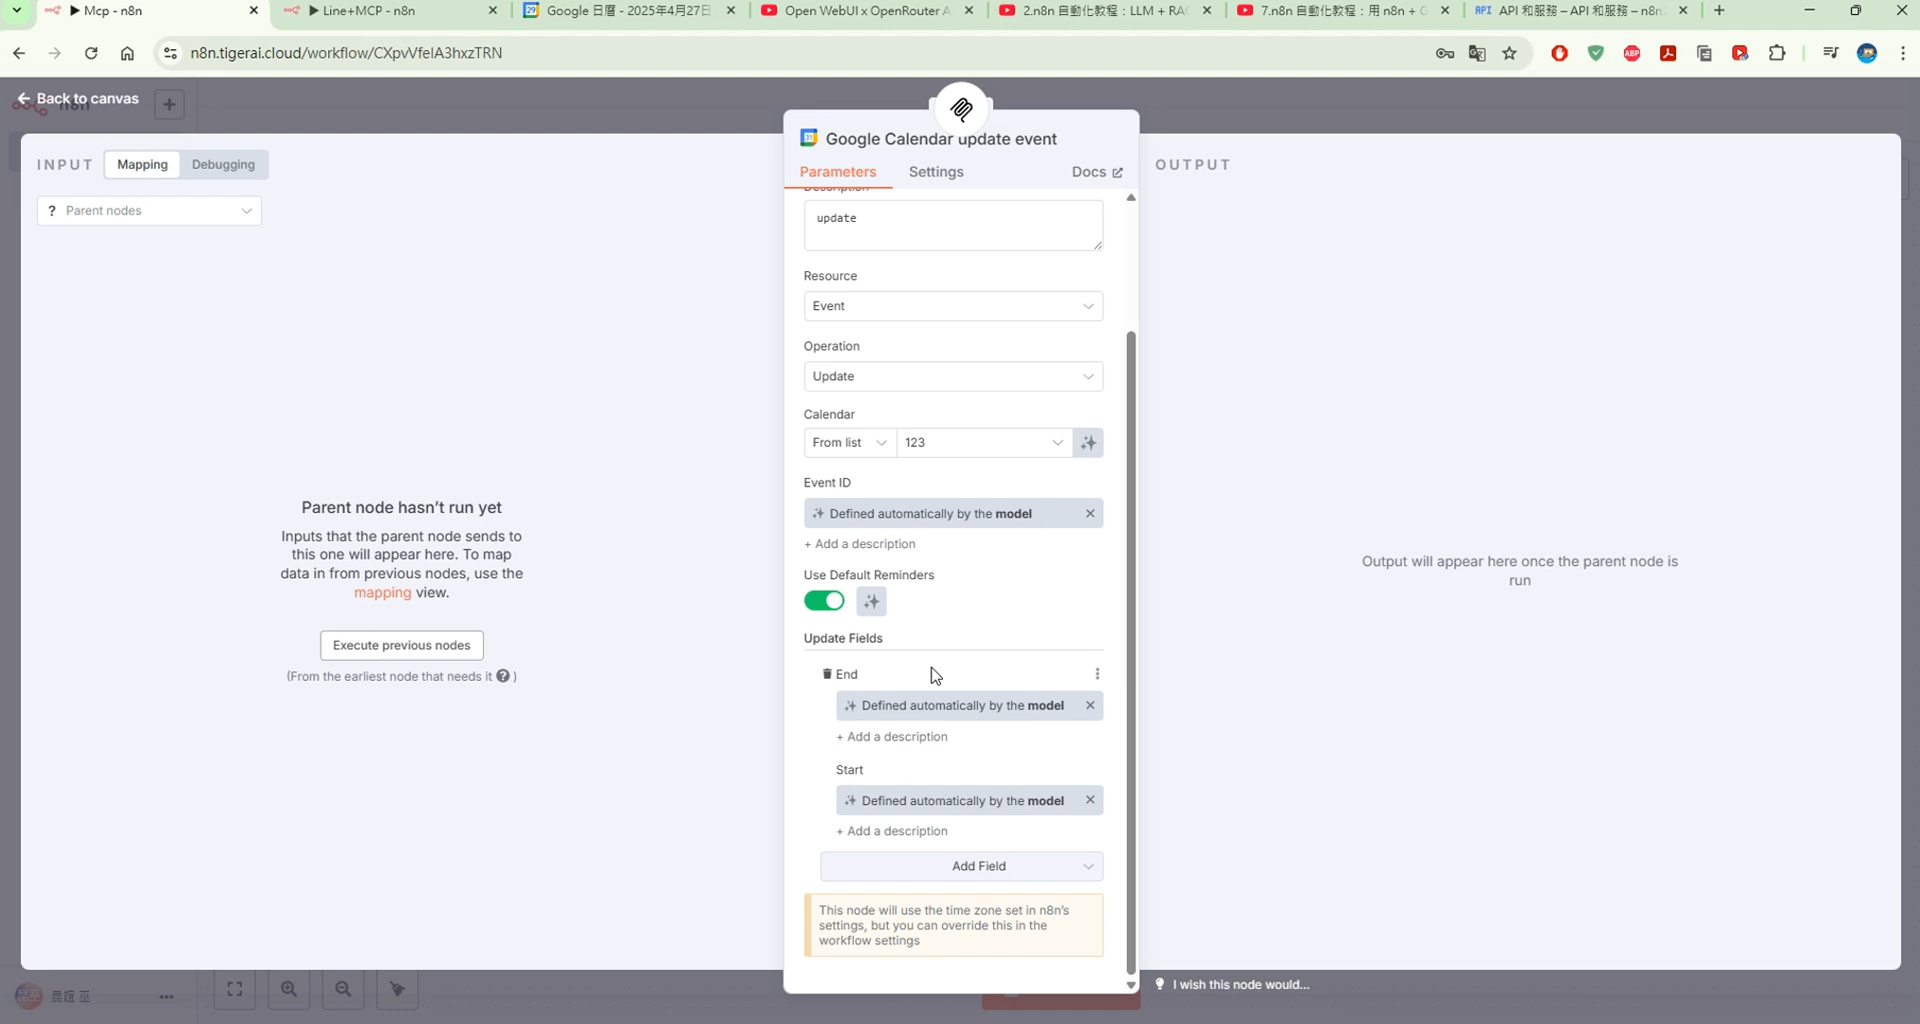 Mcp - n8n
Line+MCP - n8n
Google 日曆 - 2025年4月27日
Open WebUI x OpenRouter A
2.n8n 自動化教程：LLM + RAG
7.n8n 自動化教程：用 n8n + G
API API 和服務 – API 和服務 – n8n
n8n.tigerai.cloud/workflow/CXpvVfelA3hxzTRN
Back to canvas
n8n
Google Calendar update event
INPUT Mapping Debugging
OUTPUT
Parameters Settings Docs
? Parent nodes
Description
update
Resource
Event
Operation
Update
Calendar
From list 123
Event ID
Defined automatically by the model
+ Add a description
Use Default Reminders
Update Fields
End
Defined automatically by the model
+ Add a description
Start
Defined automatically by the model
+ Add a description
Add Field
This node will use the time zone set in n8n's
settings, but you can override this in the
workflow settings
Parent node hasn't run yet
Inputs that the parent node sends to
this one will appear here. To map
data in from previous nodes, use the
mapping view.
Execute previous nodes
(From the earliest node that needs it ? )
Output will appear here once the parent node is
run
I wish this node would...